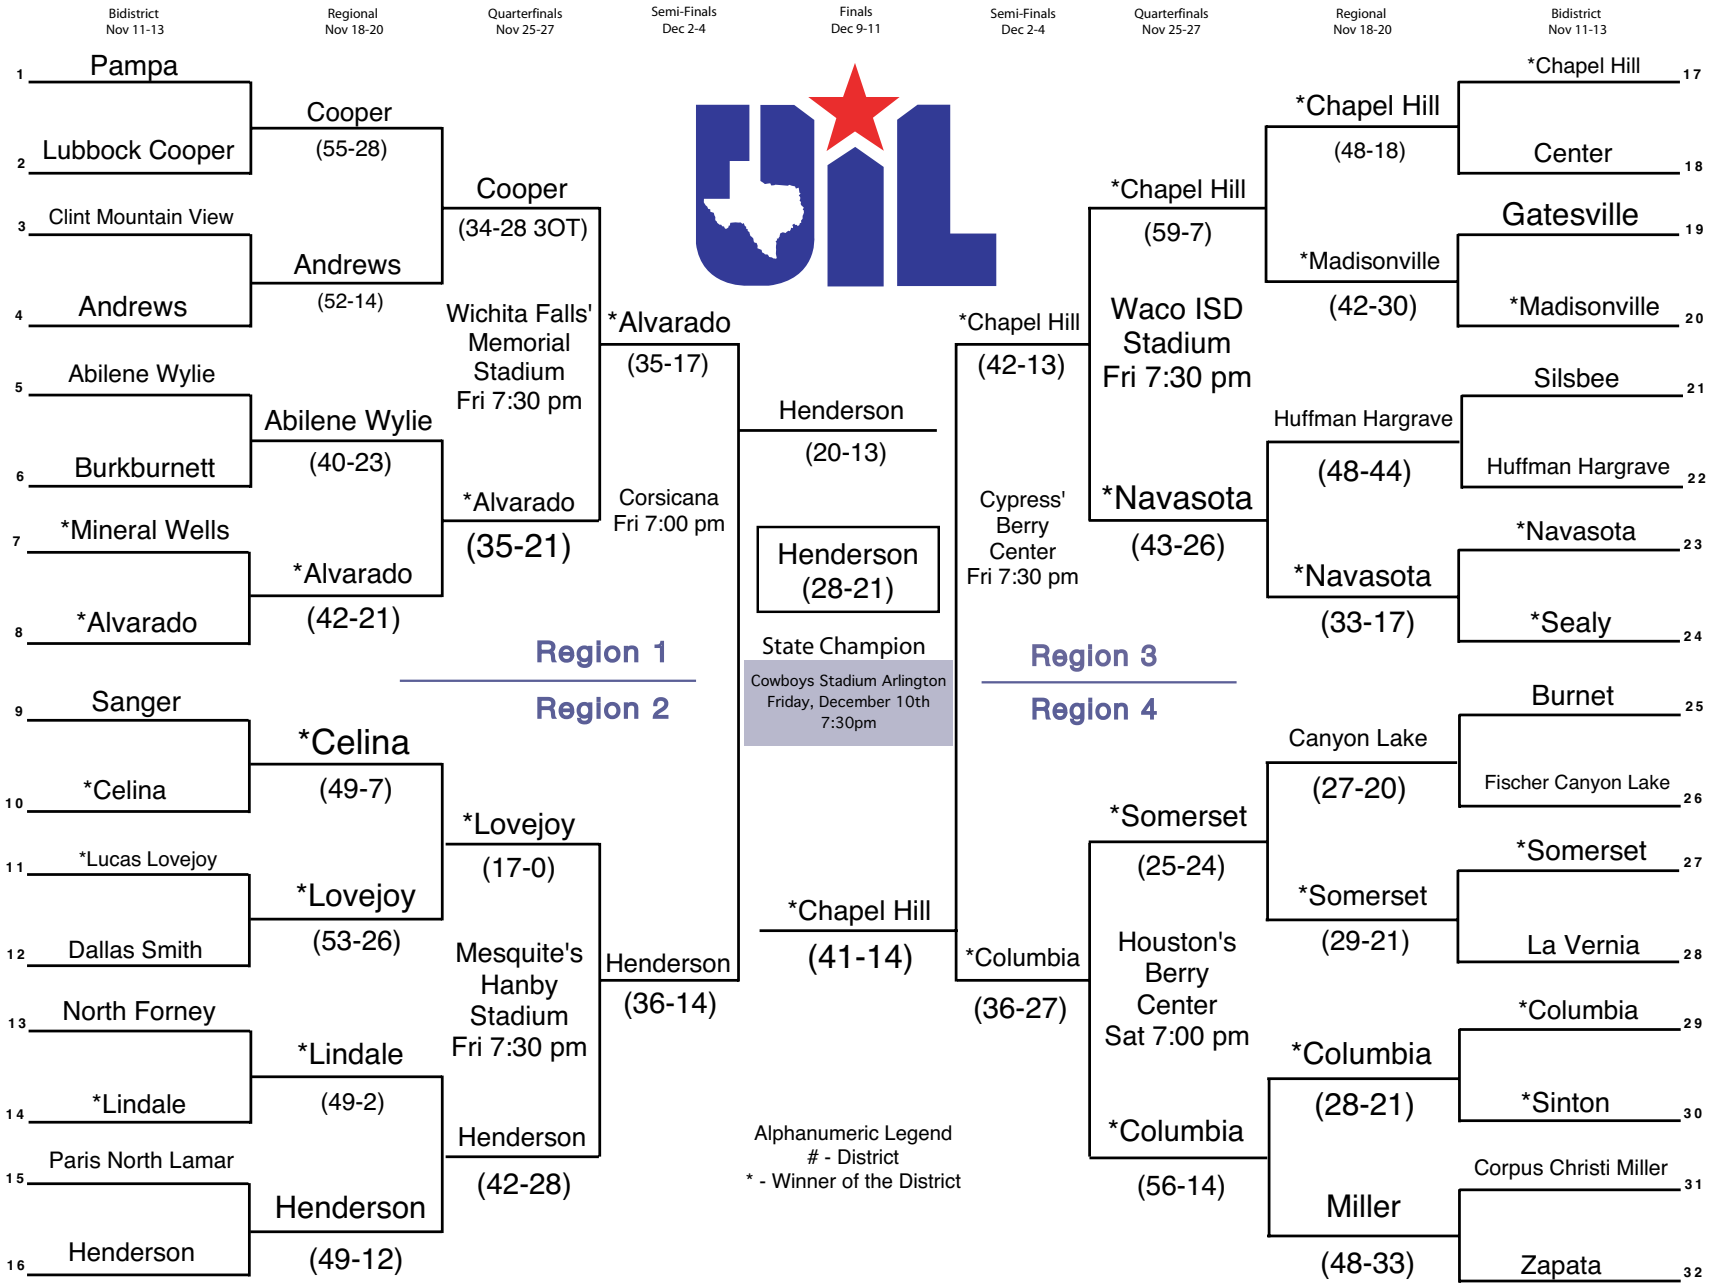 Bidistrict
Nov 11-13
Regional
Nov 18-20
Quarterfinals
Nov 25-27
Semi-Finals
Dec 2-4
Finals
Dec 9-11
Semi-Finals
Dec 2-4
Quarterfinals
Nov 25-27
Regional
Nov 18-20
Bidistrict
Nov 11-13
UIL
1 Pampa
2 Lubbock Cooper
3 Clint Mountain View
4 Andrews
5 Abilene Wylie
6 Burkburnett
7 *Mineral Wells
8 *Alvarado
9 Sanger
10 *Celina
11 *Lucas Lovejoy
12 Dallas Smith
13 North Forney
14 *Lindale
15 Paris North Lamar
16 Henderson
Cooper
(55-28)
Andrews
(52-14)
Abilene Wylie
(40-23)
*Alvarado
(42-21)
*Celina
(49-7)
*Lovejoy
(53-26)
*Lindale
(49-2)
Henderson
(49-12)
Cooper
(34-28 3OT)
Wichita Falls'
Memorial
Stadium
Fri 7:30 pm
*Alvarado
(35-21)
Region 1
Region 2
*Lovejoy
(17-0)
Mesquite's
Hanby
Stadium
Fri 7:30 pm
Henderson
(42-28)
*Alvarado
(35-17)
Corsicana
Fri 7:00 pm
Henderson
(36-14)
Henderson
(20-13)
Henderson
(28-21)
State Champion
Cowboys Stadium Arlington
Friday, December 10th
7:30pm
*Chapel Hill
(41-14)
Alphanumeric Legend
# - District
* - Winner of the District
*Chapel Hill
(42-13)
Cypress'
Berry
Center
Fri 7:30 pm
*Columbia
(36-27)
*Chapel Hill
(59-7)
Waco ISD
Stadium
Fri 7:30 pm
*Navasota
(43-26)
Region 3
Region 4
*Somerset
(25-24)
Houston's
Berry
Center
Sat 7:00 pm
*Columbia
(56-14)
*Chapel Hill
(48-18)
*Madisonville
(42-30)
Huffman Hargrave
(48-44)
*Navasota
(33-17)
Canyon Lake
(27-20)
*Somerset
(29-21)
*Columbia
(28-21)
Miller
(48-33)
*Chapel Hill 17
Center 18
Gatesville 19
*Madisonville 20
Silsbee 21
Huffman Hargrave 22
*Navasota 23
*Sealy 24
Burnet 25
Fischer Canyon Lake 26
*Somerset 27
La Vernia 28
*Columbia 29
*Sinton 30
Corpus Christi Miller 31
Zapata 32